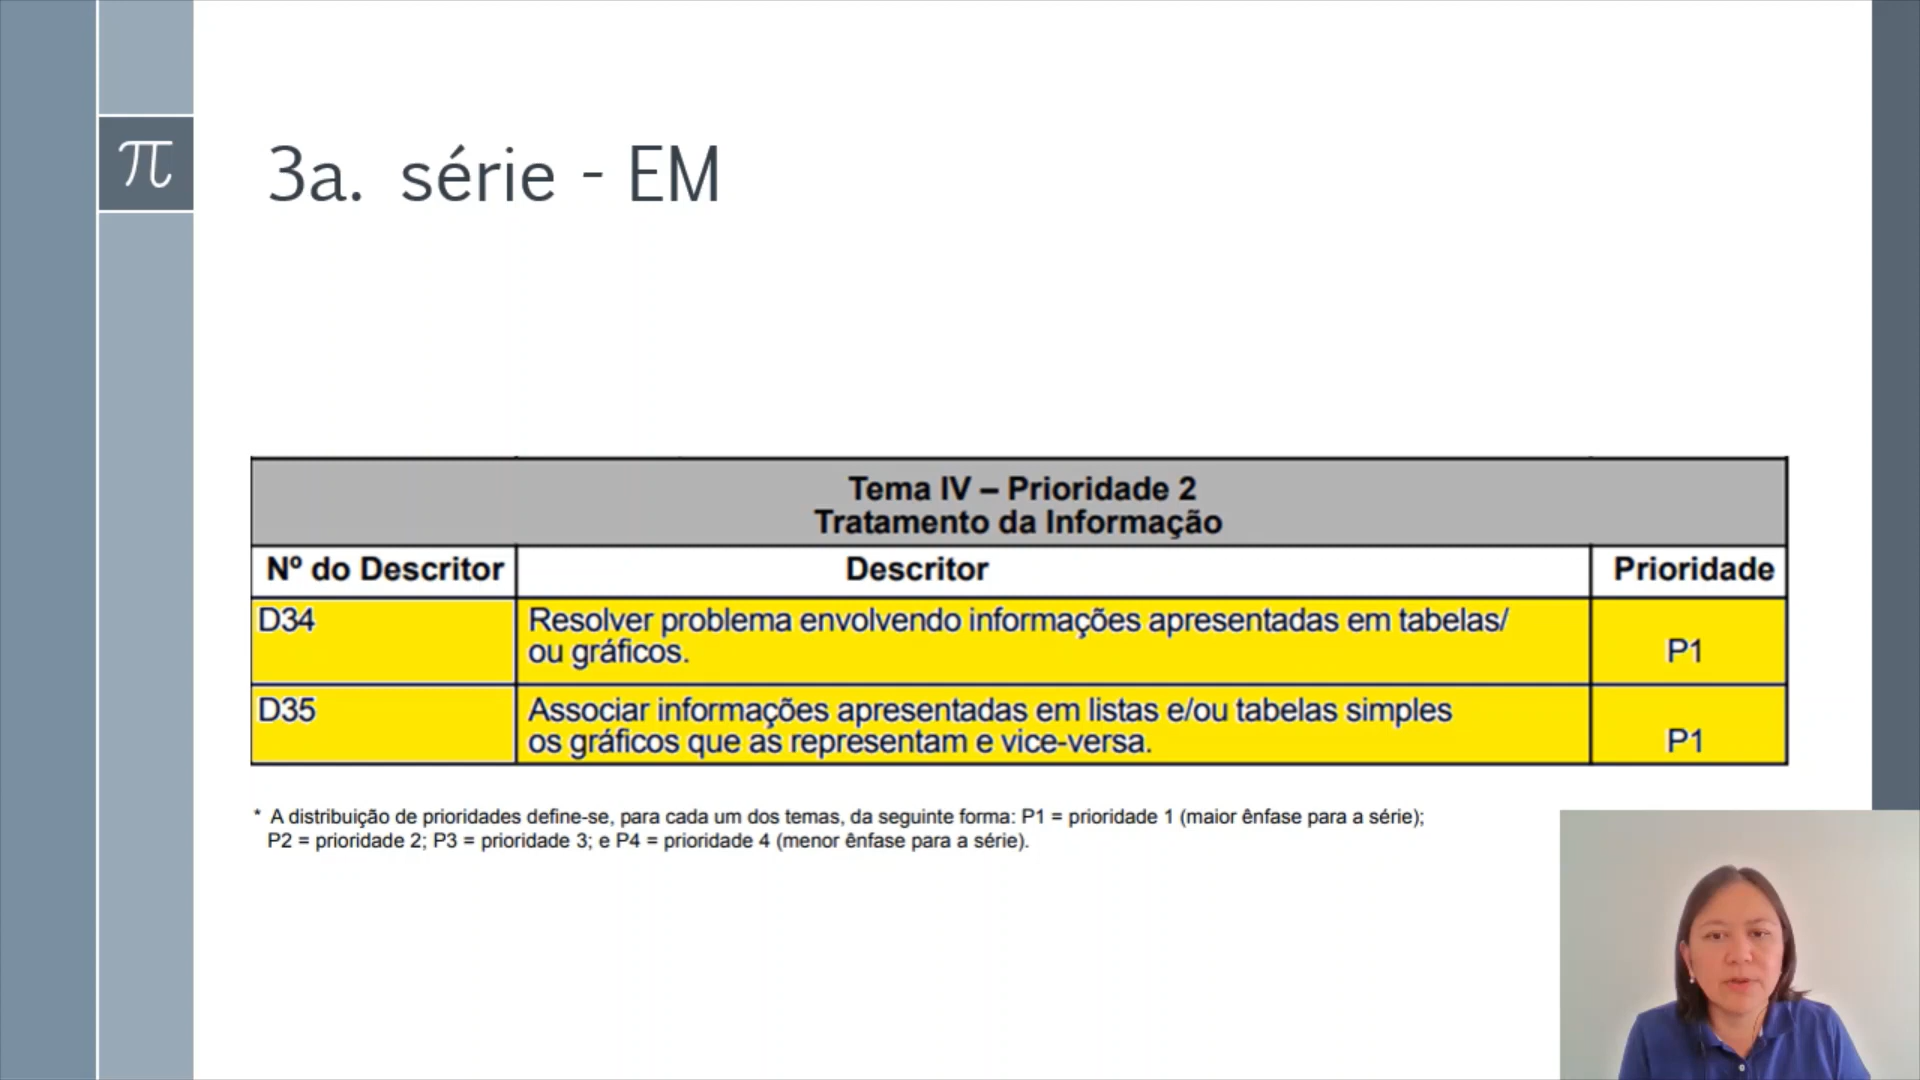 π
3a. série - EM
Tema IV – Prioridade 2
Tratamento da Informação
Nº do Descritor Descritor Prioridade
D34 Resolver problema envolvendo informações apresentadas em tabelas/
ou gráficos. P1
D35 Associar informações apresentadas em listas e/ou tabelas simples
os gráficos que as representam e vice-versa. P1
* A distribuição de prioridades define-se, para cada um dos temas, da seguinte forma: P1 = prioridade 1 (maior ênfase para a série);
P2 = prioridade 2; P3 = prioridade 3; e P4 = prioridade 4 (menor ênfase para a série).